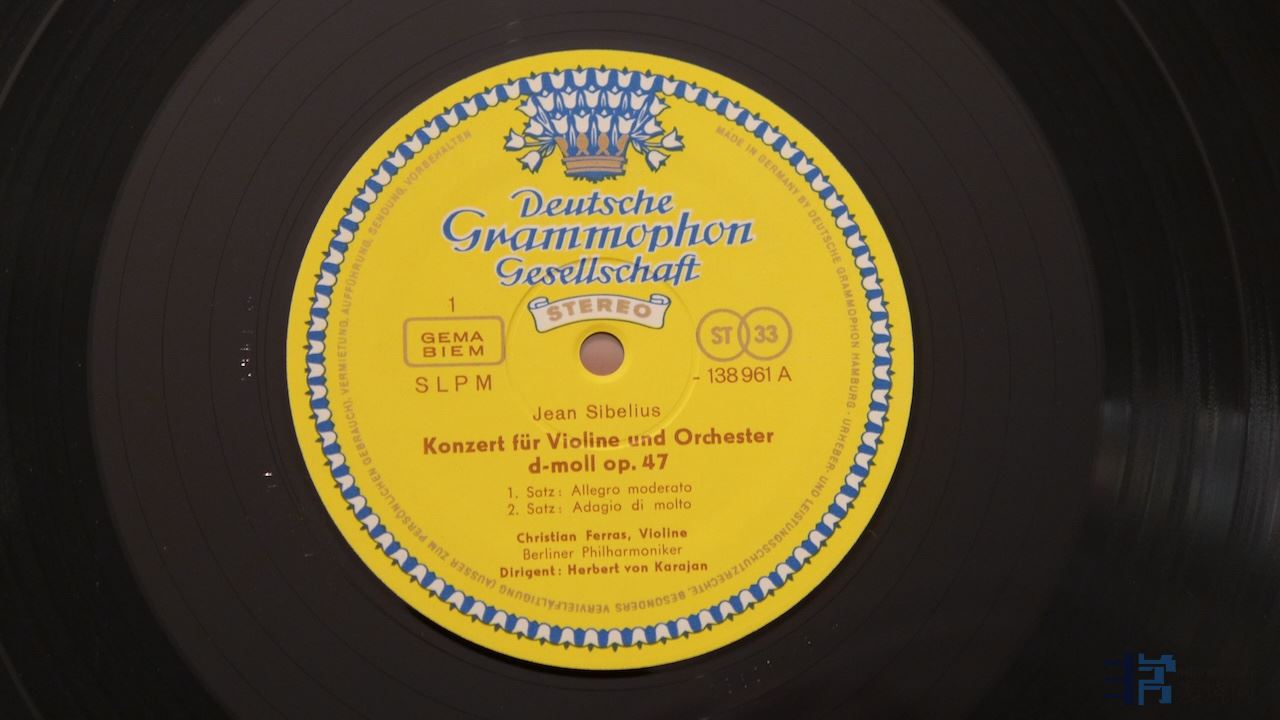 Deutsche
Grammophon
Gesellschaft
STEREO
1
GEMA
BIEM
SLPM
ST 33
- 138 961 A
Jean Sibelius
Konzert für Violine und Orchester
d-moll op. 47
1. Satz: Allegro moderato
2. Satz: Adagio di molto
Christian Ferras, Violine
Berliner Philharmoniker
Dirigent: Herbert von Karajan
MADE IN GERMANY BY DEUTSCHE GRAMMOPHON HAMBURG · URHEBER- UND LEISTUNGSSCHUTZRECHTE, BESONDERS VERVIELFÄLTIGUNG (AUSSER ZUM PERSÖNLICHEN GEBRAUCH), VERMIETUNG, AUFFÜHRUNG, SENDUNG, VORBEHALTEN